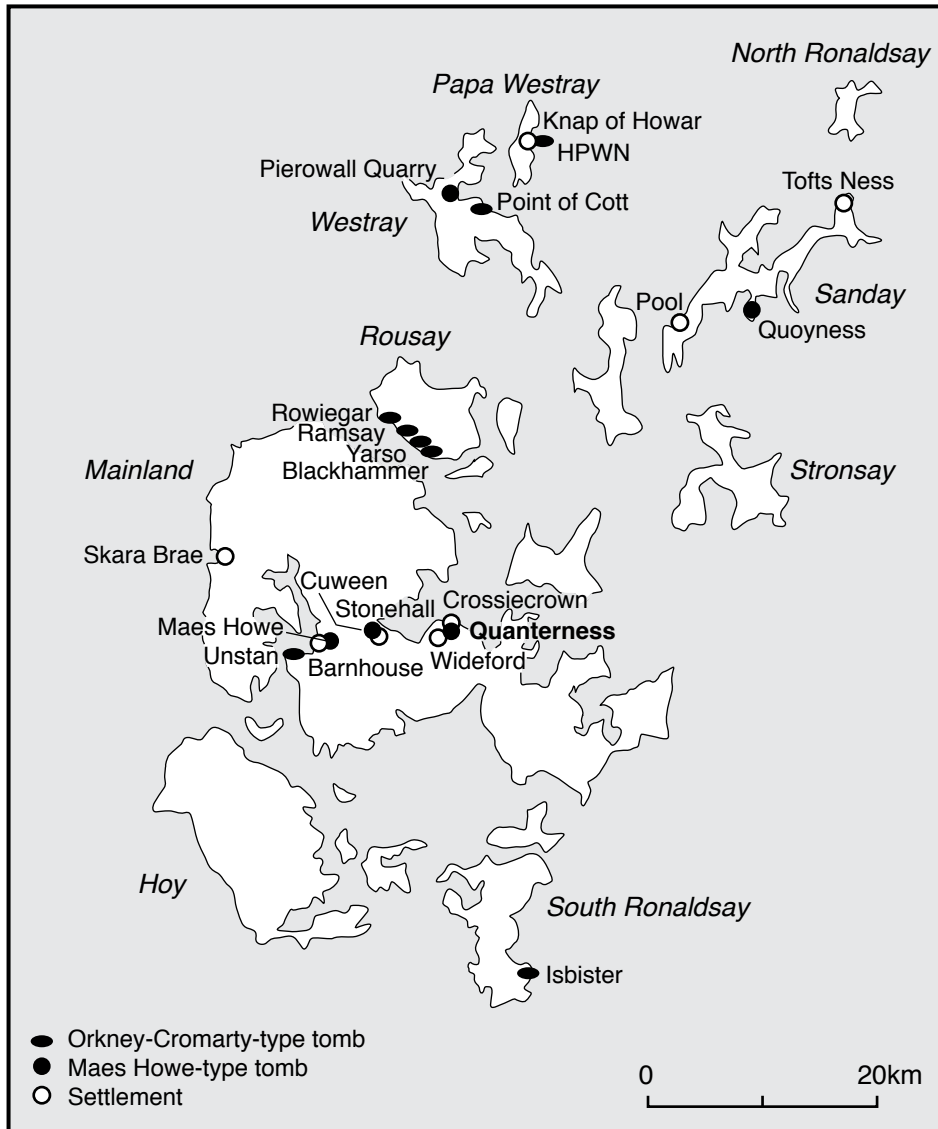 North Ronaldsay
Papa Westray
Knap of Howar
HPWN
Pierowall Quarry
Tofts Ness
Point of Cott
Westray
Sanday
Pool
Quoyness
Rousay
Rowiegar
Ramsay
Yarso
Blackhammer
Mainland
Stronsay
Skara Brae
Cuween
Stonehall
Crossiecrown
Maes Howe
Quanterness
Unstan
Barnhouse
Wideford
Hoy
South Ronaldsay
Isbister
Orkney-Cromarty-type tomb
Maes Howe-type tomb
Settlement
0 20km